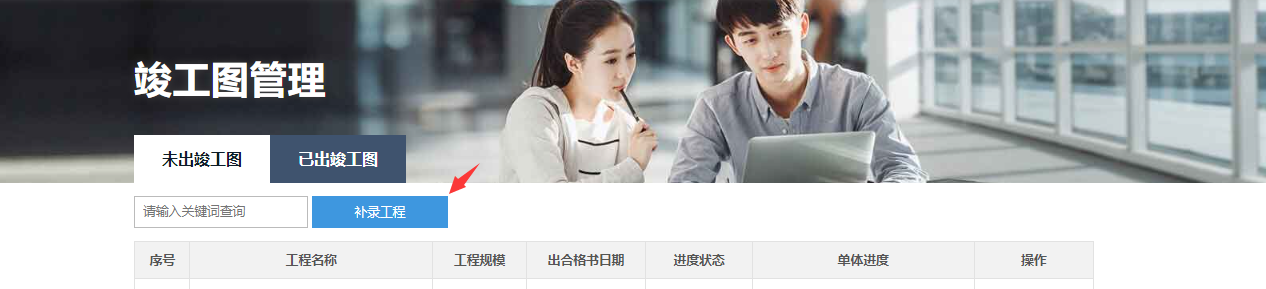 竣工图管理
未出竣工图 已出竣工图
请输入关键词查询 补录工程
序号 工程名称 工程规模 出合格书日期 进度状态 单体进度 操作